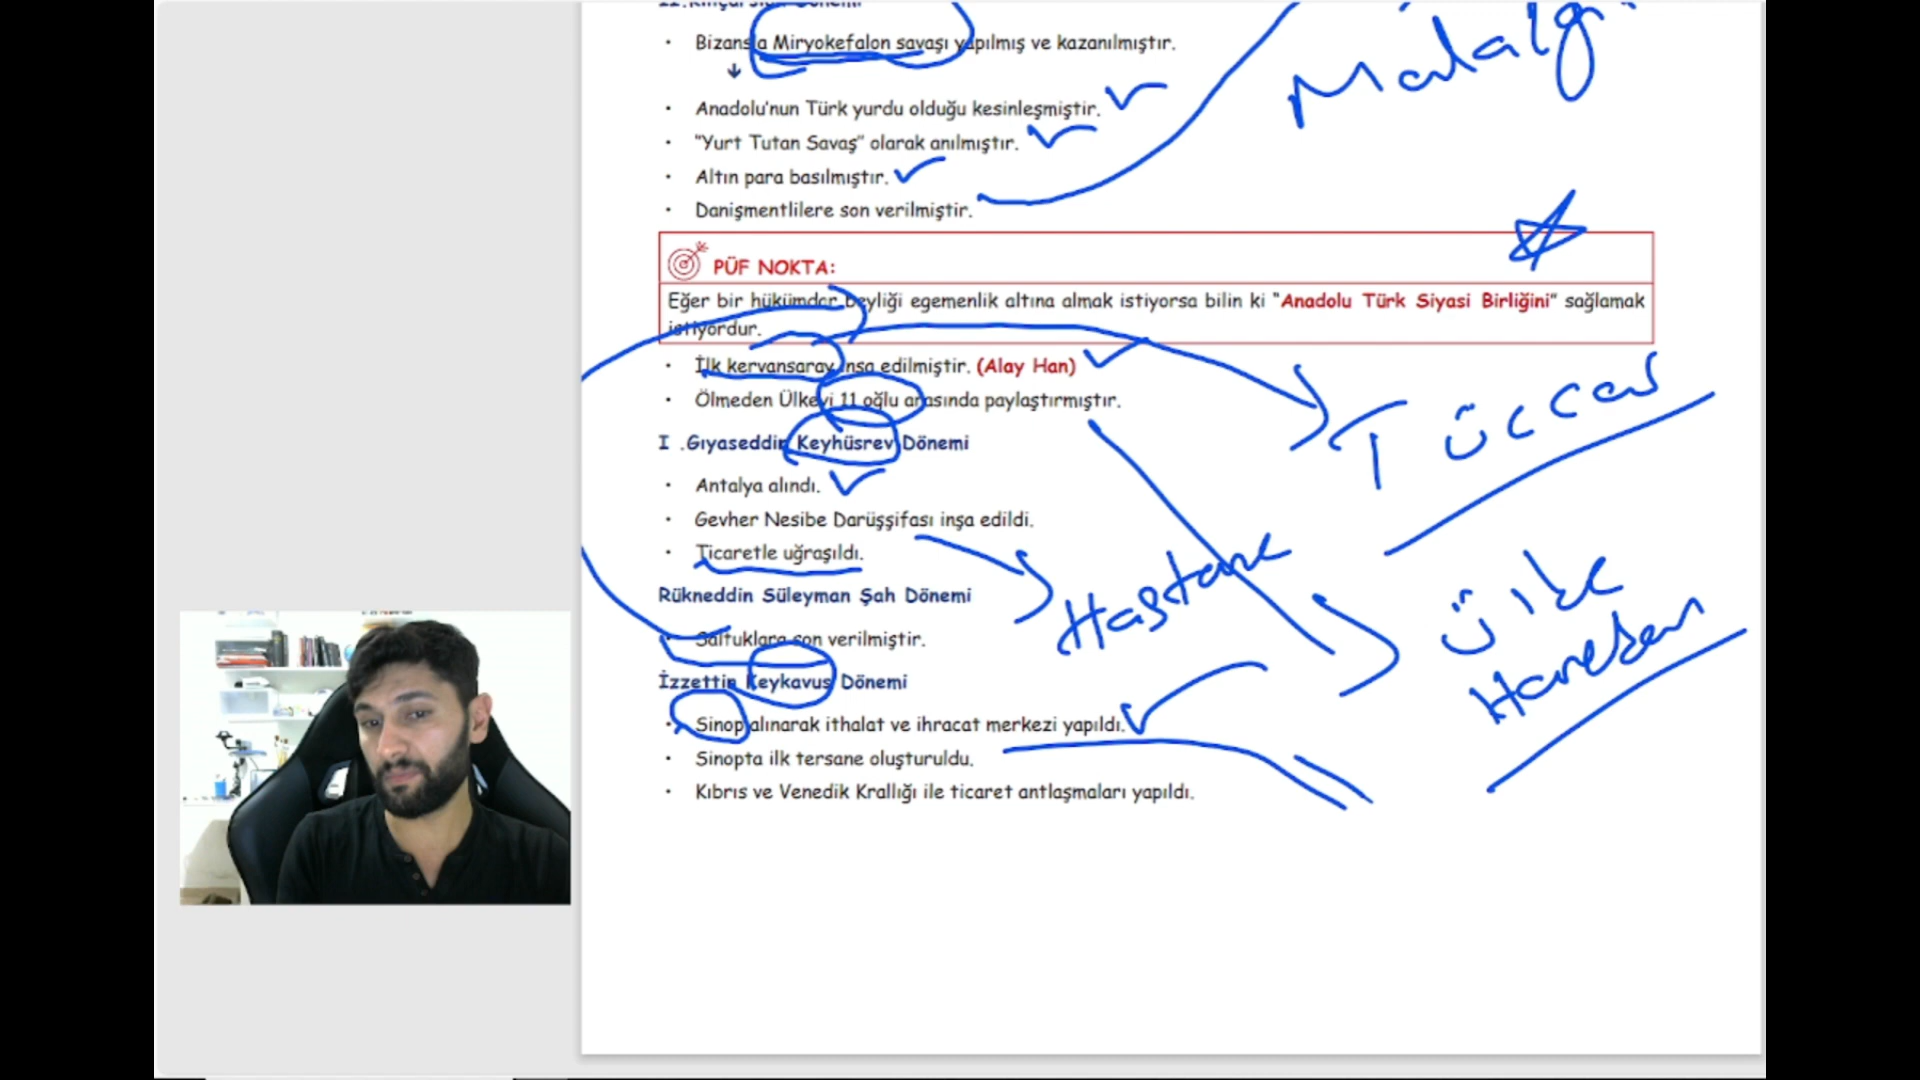 II.Kılıçarslan Dönemi
• Bizansla Miryokefalon savaşı yapılmış ve kazanılmıştır.
• Anadolu'nun Türk yurdu olduğu kesinleşmiştir.
• "Yurt Tutan Savaş" olarak anılmıştır.
• Altın para basılmıştır.
• Danişmentlilere son verilmiştir.
PÜF NOKTA:
Eğer bir hükümdar beyliği egemenlik altına almak istiyorsa bilin ki "Anadolu Türk Siyasi Birliğini" sağlamak
istiyordur.
• İlk kervansaray inşa edilmiştir. (Alay Han)
• Ölmeden Ülkeyi 11 oğlu arasında paylaştırmıştır.
Tüccar
I .Gıyaseddin Keyhüsrev Dönemi
• Antalya alındı.
• Gevher Nesibe Darüşşifası inşa edildi.
• Ticaretle uğraşıldı.
Hastane
Ülke
Hanedan
Rükneddin Süleyman Şah Dönemi
• Saltuklara son verilmiştir.
İzzettin Keykavus Dönemi
• Sinop alınarak ithalat ve ihracat merkezi yapıldı.
• Sinopta ilk tersane oluşturuldu.
• Kıbrıs ve Venedik Krallığı ile ticaret antlaşmaları yapıldı.